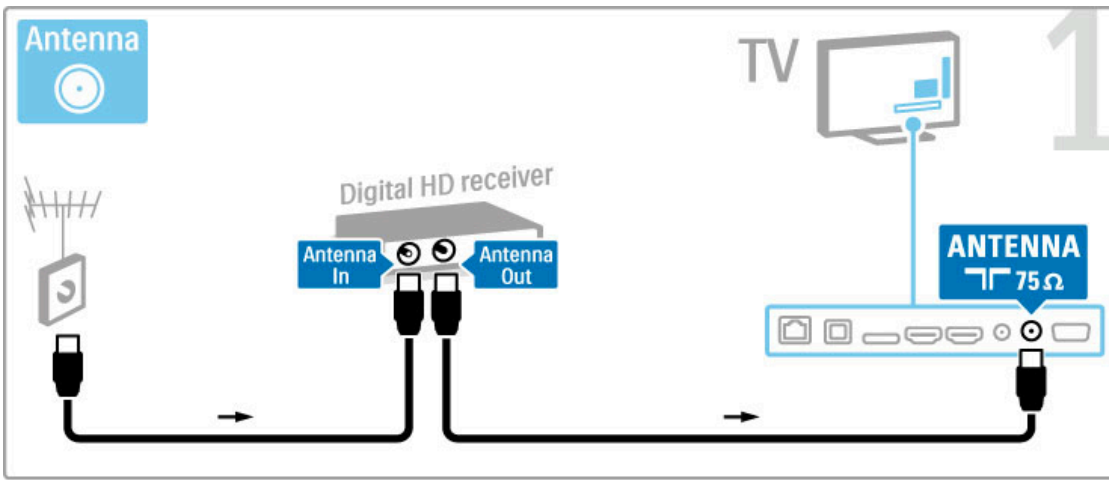 Antenna
TV
1
Digital HD receiver
Antenna
In
Antenna
Out
ANTENNA
75 Ω